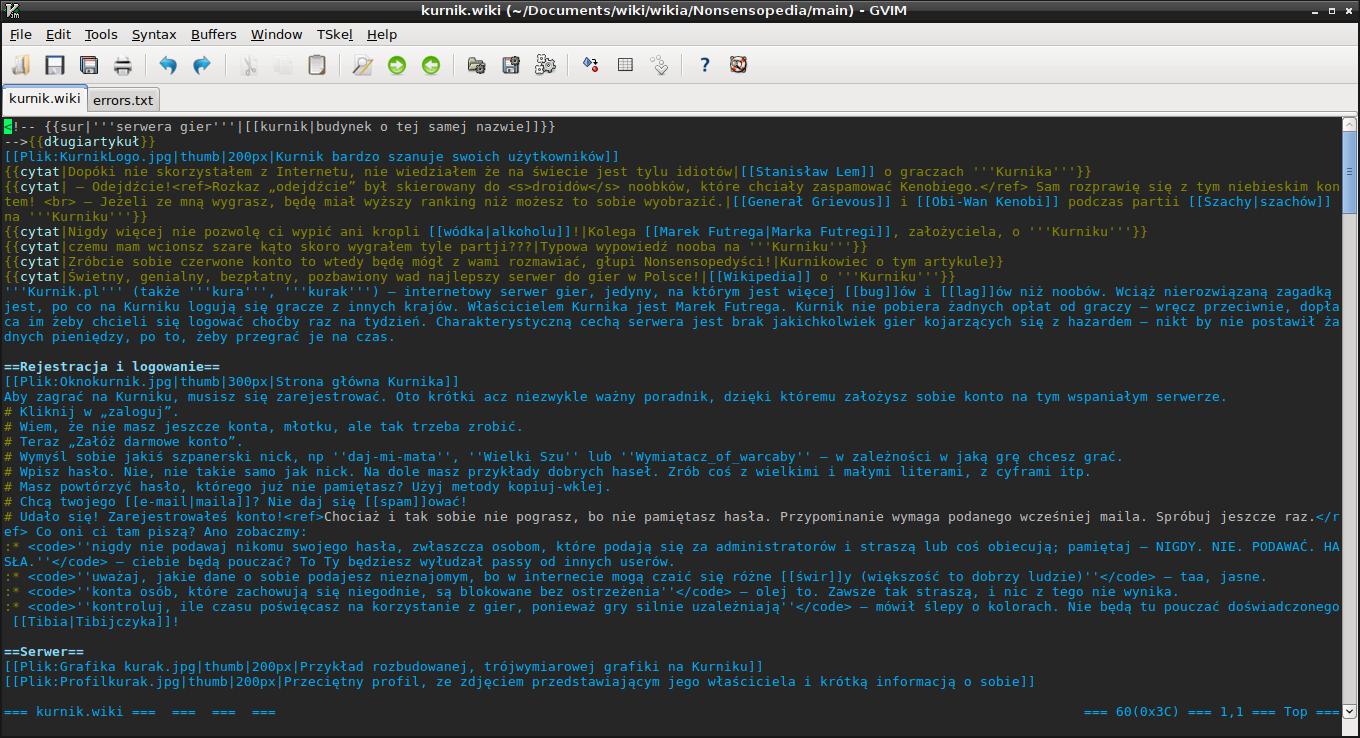 kurnik.wiki (~/Documents/wiki/wikia/Nonsensopedia/main) - GVIM
File Edit Tools Syntax Buffers Window TSkel Help
kurnik.wiki errors.txt
<!-- {{sur|'''serwera gier'''|[[kurnik|budynek o tej samej nazwie]]}}
-->{{długiartykuł}}
[[Plik:KurnikLogo.jpg|thumb|200px|Kurnik bardzo szanuje swoich użytkowników]]
{{cytat|Dopóki nie skorzystałem z Internetu, nie wiedziałem że na świecie jest tylu idiotów|[[Stanisław Lem]] o graczach '''Kurnika'''}}
{{cytat| – Odejdźcie!<ref>Rozkaz „odejdźcie” był skierowany do <s>droidów</s> noobków, które chciały zaspamować Kenobiego.</ref> Sam rozprawię się z tym niebieskim kon
tem! <br> – Jeżeli ze mną wygrasz, będę miał wyższy ranking niż możesz to sobie wyobrazić.|[[Generał Grievous]] i [[Obi-Wan Kenobi]] podczas partii [[Szachy|szachów]]
na '''Kurniku'''}}
{{cytat|Nigdy więcej nie pozwolę ci wypić ani kropli [[wódka|alkoholu]]!|Kolega [[Marek Futrega|Marka Futregi]], założyciela, o '''Kurniku'''}}
{{cytat|czemu mam wcionsz szare kąto skoro wygrałem tyle partji???|Typowa wypowiedź nooba na '''Kurniku'''}}
{{cytat|Zróbcie sobie czerwone konto to wtedy będę mógł z wami rozmawiać, głupi Nonsensopedyści!|Kurnikowiec o tym artykule}}
{{cytat|Świetny, genialny, bezpłatny, pozbawiony wad najlepszy serwer do gier w Polsce!|[[Wikipedia]] o '''Kurniku'''}}
'''Kurnik.pl''' (także '''kura''', '''kurak''') – internetowy serwer gier, jedyny, na którym jest więcej [[bug]]ów i [[lag]]ów niż noobów. Wciąż nierozwiązaną zagadką
jest, po co na Kurniku logują się gracze z innych krajów. Właścicielem Kurnika jest Marek Futrega. Kurnik nie pobiera żadnych opłat od graczy – wręcz przeciwnie, dopła
ca im żeby chcieli się logować choćby raz na tydzień. Charakterystyczną cechą serwera jest brak jakichkolwiek gier kojarzących się z hazardem – nikt by nie postawił ża
dnych pieniędzy, po to, żeby przegrać je na czas.
==Rejestracja i logowanie==
[[Plik:Oknokurnik.jpg|thumb|300px|Strona główna Kurnika]]
Aby zagrać na Kurniku, musisz się zarejestrować. Oto krótki acz niezwykle ważny poradnik, dzięki któremu założysz sobie konto na tym wspaniałym serwerze.
# Kliknij w „zaloguj”.
# Wiem, że nie masz jeszcze konta, młotku, ale tak trzeba zrobić.
# Teraz „Załóż darmowe konto”.
# Wymyśl sobie jakiś szpanerski nick, np ''daj-mi-mata'', ''Wielki Szu'' lub ''Wymiatacz_of_warcaby'' – w zależności w jaką grę chcesz grać.
# Wpisz hasło. Nie, nie takie samo jak nick. Na dole masz przykłady dobrych haseł. Zrób coś z wielkimi i małymi literami, z cyframi itp.
# Masz powtórzyć hasło, którego już nie pamiętasz? Użyj metody kopiuj-wklej.
# Chcą twojego [[e-mail|maila]]? Nie daj się [[spam]]ować!
# Udało się! Zarejestrowałeś konto!<ref>Chociaż i tak sobie nie pograsz, bo nie pamiętasz hasła. Przypominanie wymaga podanego wcześniej maila. Spróbuj jeszcze raz.</r
ef> Co oni ci tam piszą? Ano zobaczmy:
:* <code>''nigdy nie podawaj nikomu swojego hasła, zwłaszcza osobom, które podają się za administratorów i straszą lub coś obiecują; pamiętaj – NIGDY. NIE. PODAWAĆ. HA
SŁA.''</code> – ciebie będą pouczać? To Ty będziesz wyłudzał passy od innych userów.
:* <code>''uważaj, jakie dane o sobie podajesz nieznajomym, bo w internecie mogą czaić się różne [[świr]]y (większość to dobrzy ludzie)''</code> – taa, jasne.
:* <code>''konta osób, które zachowują się niegodnie, są blokowane bez ostrzeżenia''</code> – olej to. Zawsze tak straszą, i nic z tego nie wynika.
:* <code>''kontroluj, ile czasu poświęcasz na korzystanie z gier, ponieważ gry silnie uzależniają''</code> – mówił ślepy o kolorach. Nie będą tu pouczać doświadczonego
[[Tibia|Tibijczyka]]!
==Serwer==
[[Plik:Grafika kurak.jpg|thumb|200px|Przykład rozbudowanej, trójwymiarowej grafiki na Kurniku]]
[[Plik:Profilkurak.jpg|thumb|200px|Przeciętny profil, ze zdjęciem przedstawiającym jego właściciela i krótką informacją o sobie]]
=== kurnik.wiki === === === === === 60(0x3C) === 1,1 === Top ===